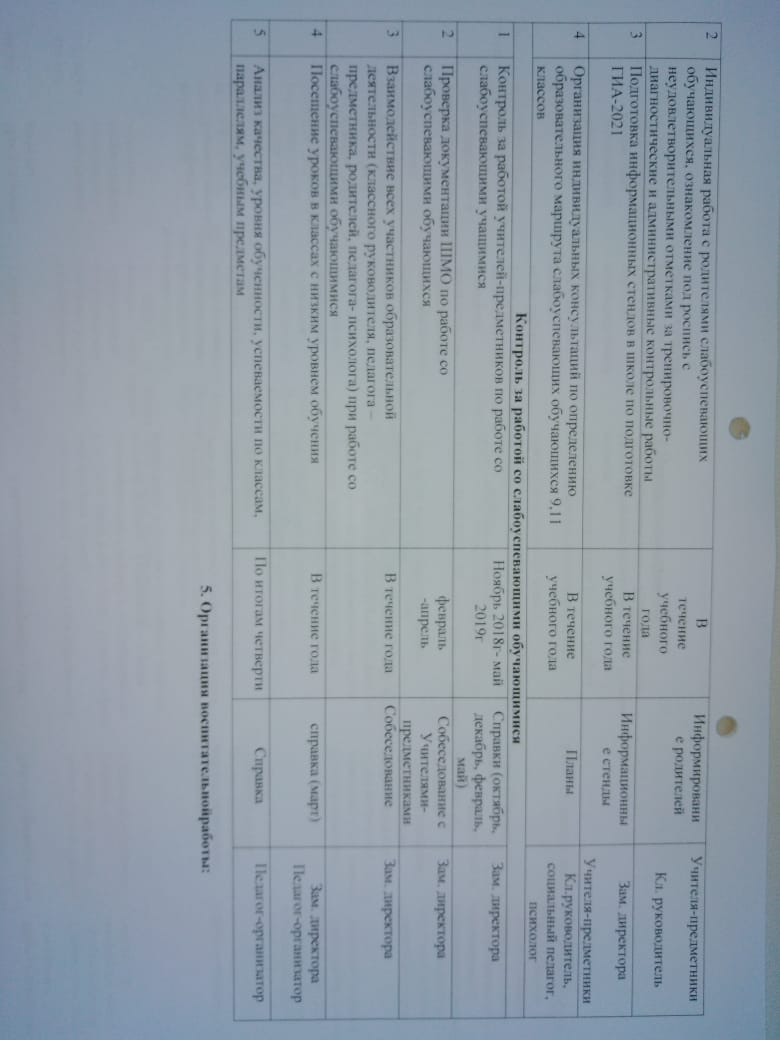 2 Индивидуальная работа с родителями слабоуспевающих
обучающихся, ознакомление под роспись с
неудовлетворительными отметками за тренировочно-
диагностические и административные контрольные работы
В
течение
учебного
года
Информировани
е родителей
Учителя-предметники
Кл. руководитель
3 Подготовка информационных стендов в школе по подготовке
ГИА-2021
В течение
учебного года
Информационны
е стенды
Зам. директора
4 Организация индивидуальных консультаций по определению
образовательного маршрута слабоуспевающих обучающихся 9,11
классов
В течение
учебного года
Планы
Учителя-предметники
Кл.руководитель,
социальный педагог,
психолог
Контроль за работой со слабоуспевающими обучающимися
1 Контроль за работой учителей-предметников по работе со
слабоуспевающими учащимися
Ноябрь 2018г- май
2019г
Справки (октябрь,
декабрь, февраль,
май)
Зам. директора
2 Проверка документации ШМО по работе со
слабоуспевающими обучающихся
февраль
-апрель
Собеседование с
Учителями-
предметниками
Зам. директора
3 Взаимодействие всех участников образовательной
деятельности (классного руководителя, педагога –
предметника, родителей, педагога- психолога) при работе со
слабоуспевающими обучающимися
В течение года
Собеседование
Зам. директора
4 Посещение уроков в классах с низким уровнем обучения
В течение года
справка (март)
Зам. директора
Педагог-организатор
5 Анализ качества, уровня обученности, успеваемости по классам,
параллелям, учебным предметам
По итогам четверти
Справка
Педагог-организатор
5. Организация воспитательнойработы: